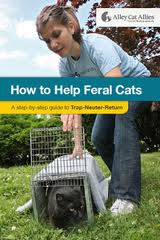 Alley Cat Allies
How to Help Feral Cats
A step-by-step guide to Trap-Neuter-Return